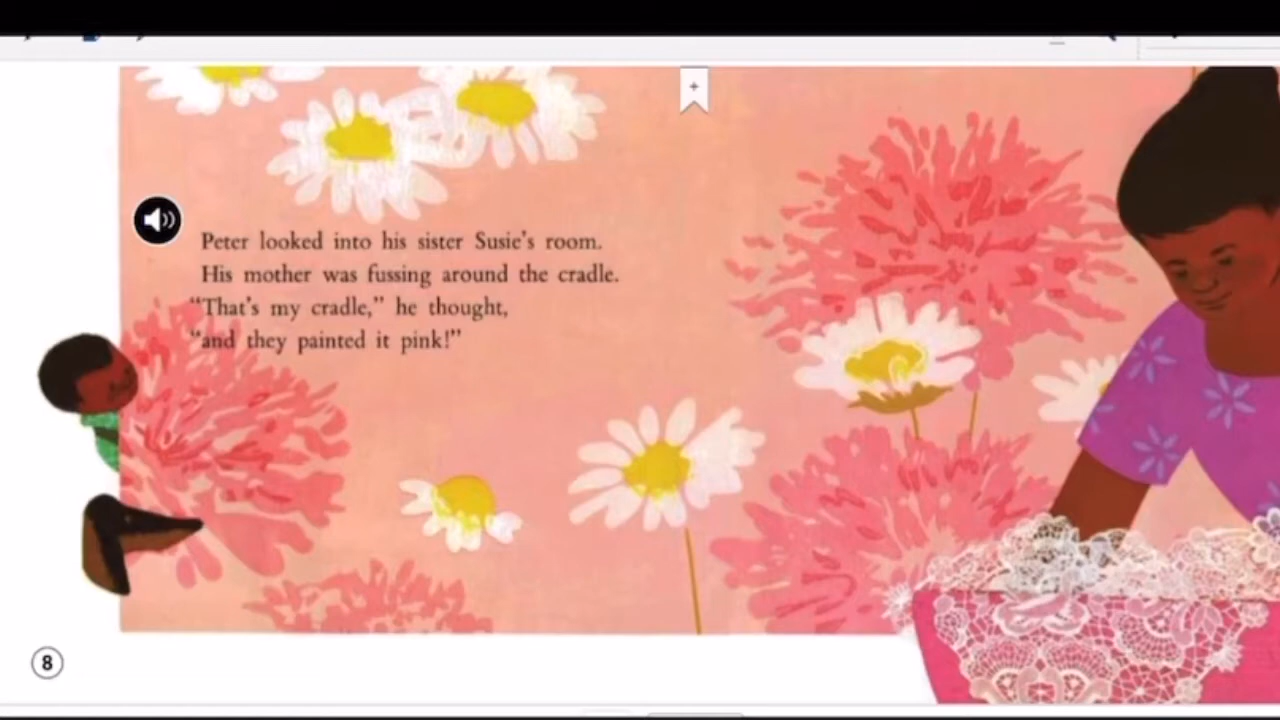 Peter looked into his sister Susie's room.
His mother was fussing around the cradle.
"That's my cradle," he thought,
"and they painted it pink!"
8